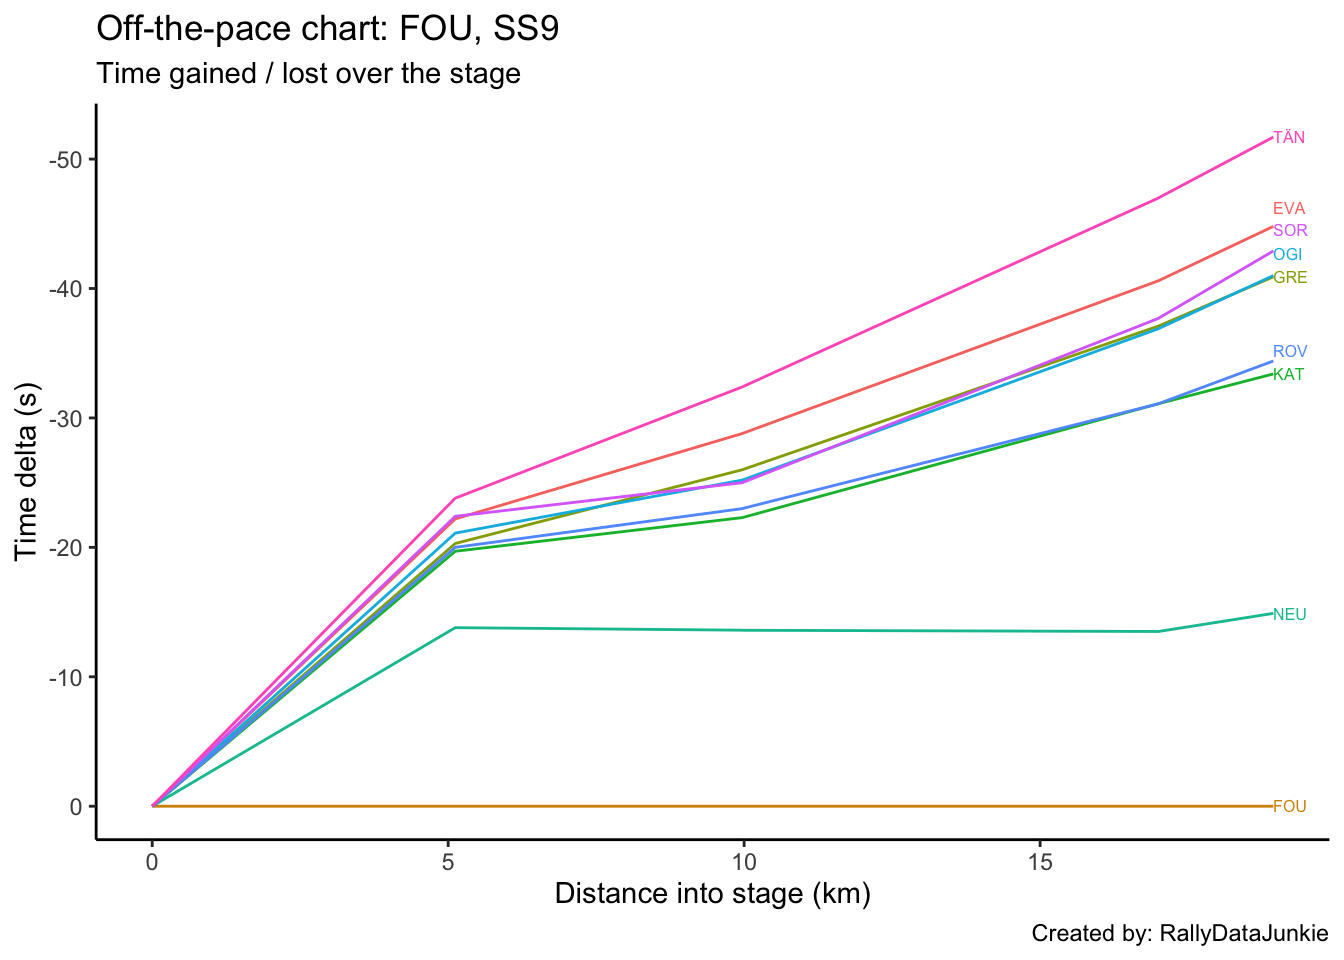 Off-the-pace chart: FOU, SS9
Time gained / lost over the stage
Time delta (s)
-50
-40
-30
-20
-10
0
TÄN
EVA
SOR
OGI
GRE
ROV
KAT
NEU
FOU
0 5 10 15
Distance into stage (km)
Created by: RallyDataJunkie